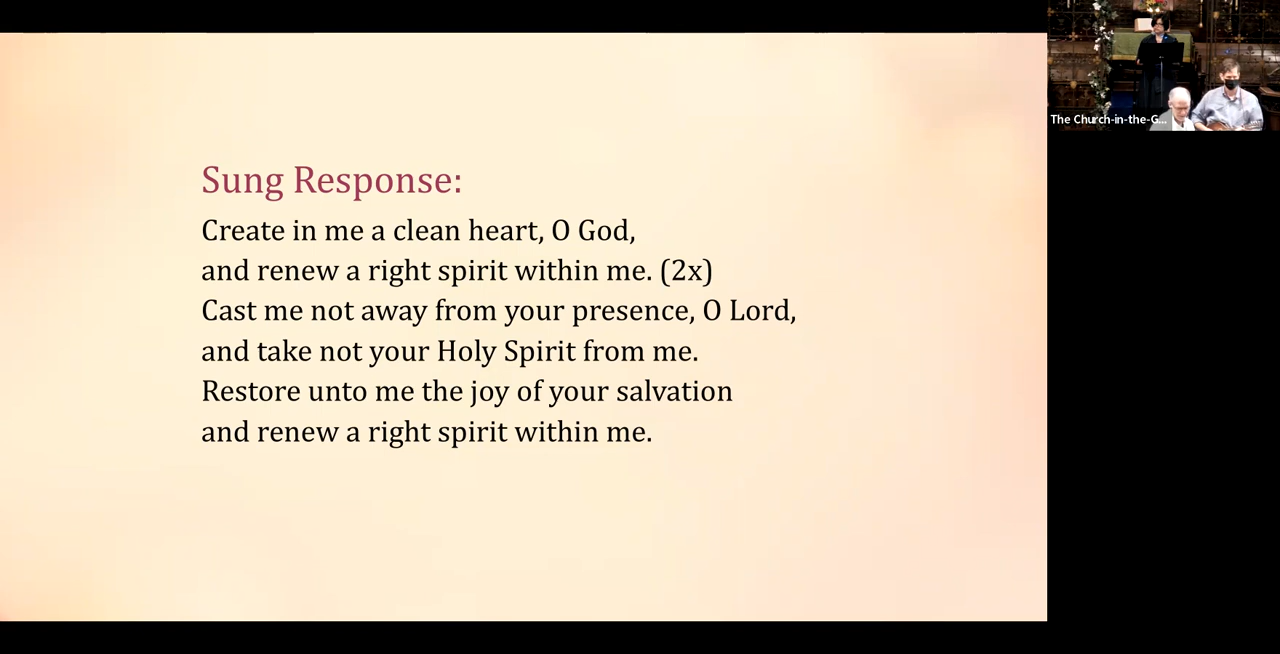 Sung Response:
Create in me a clean heart, O God,
and renew a right spirit within me. (2x)
Cast me not away from your presence, O Lord,
and take not your Holy Spirit from me.
Restore unto me the joy of your salvation
and renew a right spirit within me.
The Church-in-the-G...